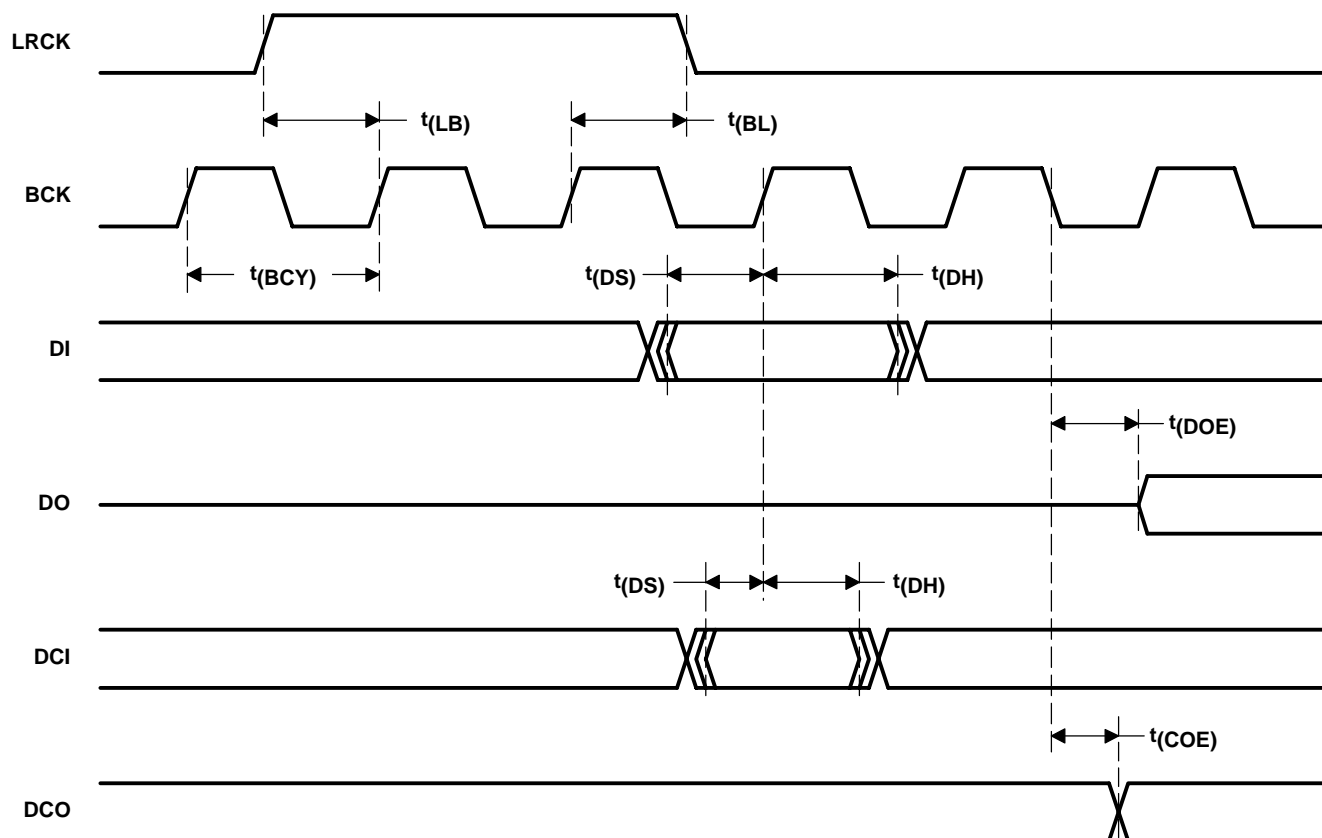 LRCK
t(LB)
t(BL)
BCK
t(BCY)
t(DS)
t(DH)
DI
t(DOE)
DO
t(DS)
t(DH)
DCI
t(COE)
DCO